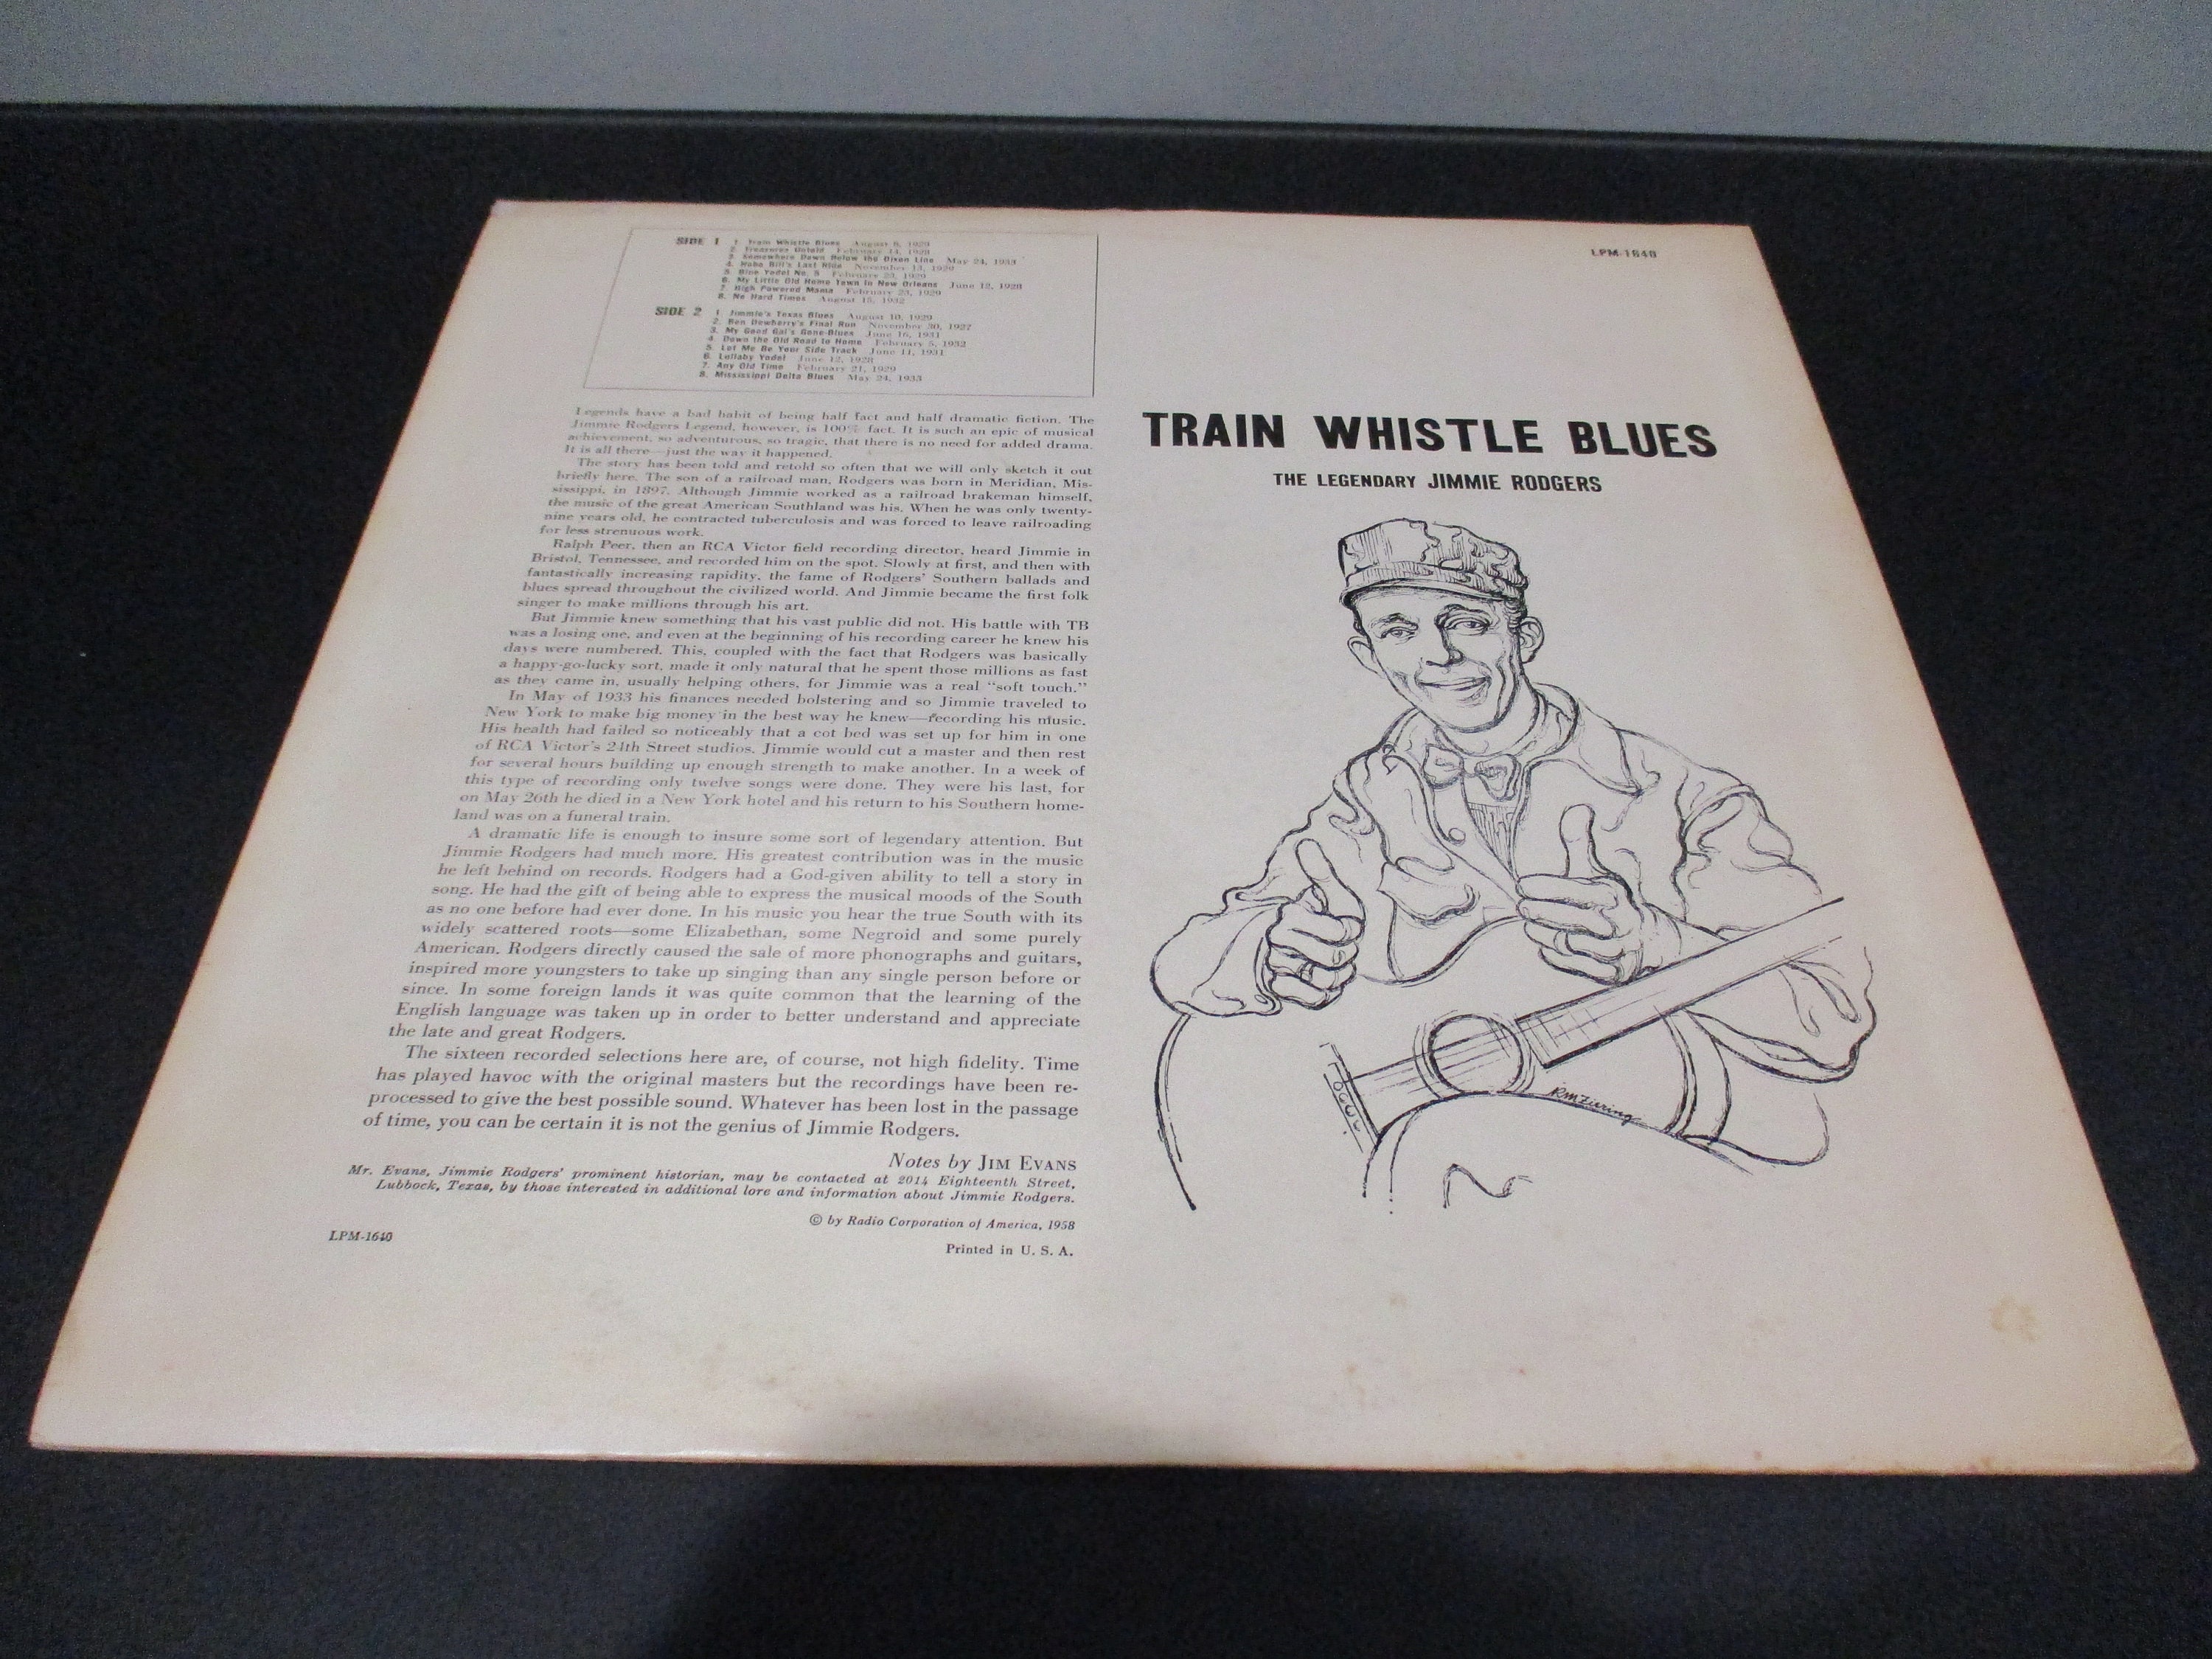 SIDE 1
1. Train Whistle Blues August 8, 1929
2. Treasures Untold February 14, 1928
3. Somewhere Down Below the Dixon Line May 24, 1933
4. Hobo Bill's Last Ride November 13, 1929
5. Blue Yodel No. 5 February 23, 1929
6. My Little Old Home Town in New Orleans June 12, 1928
7. High Powered Mama February 23, 1929
8. No Hard Times August 15, 1932
SIDE 2
1. Jimmie's Texas Blues August 10, 1929
2. Ben Dewberry's Final Run November 30, 1927
3. My Good Gal's Gone-Blues June 16, 1931
4. Down the Old Road to Home February 5, 1932
5. Let Me Be Your Side Track June 11, 1931
6. Lullaby Yodel June 12, 1928
7. Any Old Time February 21, 1929
8. Mississippi Delta Blues May 24, 1933
Legends have a bad habit of being half fact and half dramatic fiction. The
Jimmie Rodgers Legend, however, is 100% fact. It is such an epic of musical
achievement, so adventurous, so tragic, that there is no need for added drama.
It is all there—just the way it happened.
The story has been told and retold so often that we will only sketch it out
briefly here. The son of a railroad man, Rodgers was born in Meridian, Mis-
sissippi, in 1897. Although Jimmie worked as a railroad brakeman himself,
the music of the great American Southland was his. When he was only twenty-
nine years old, he contracted tuberculosis and was forced to leave railroading
for less strenuous work.
Ralph Peer, then an RCA Victor field recording director, heard Jimmie in
Bristol, Tennessee, and recorded him on the spot. Slowly at first, and then with
fantastically increasing rapidity, the fame of Rodgers' Southern ballads and
blues spread throughout the civilized world. And Jimmie became the first folk
singer to make millions through his art.
But Jimmie knew something that his vast public did not. His battle with TB
was a losing one, and even at the beginning of his recording career he knew his
days were numbered. This, coupled with the fact that Rodgers was basically
a happy-go-lucky sort, made it only natural that he spent those millions as fast
as they came in, usually helping others, for Jimmie was a real "soft touch."
In May of 1933 his finances needed bolstering and so Jimmie traveled to
New York to make big money in the best way he knew—recording his music.
His health had failed so noticeably that a cot bed was set up for him in one
of RCA Victor's 24th Street studios. Jimmie would cut a master and then rest
for several hours building up enough strength to make another. In a week of
this type of recording only twelve songs were done. They were his last, for
on May 26th he died in a New York hotel and his return to his Southern home-
land was on a funeral train.
A dramatic life is enough to insure some sort of legendary attention. But
Jimmie Rodgers had much more. His greatest contribution was in the music
he left behind on records. Rodgers had a God-given ability to tell a story in
song. He had the gift of being able to express the musical moods of the South
as no one before had ever done. In his music you hear the true South with its
widely scattered roots—some Elizabethan, some Negroid and some purely
American. Rodgers directly caused the sale of more phonographs and guitars,
inspired more youngsters to take up singing than any single person before or
since. In some foreign lands it was quite common that the learning of the
English language was taken up in order to better understand and appreciate
the late and great Rodgers.
The sixteen recorded selections here are, of course, not high fidelity. Time
has played havoc with the original masters but the recordings have been re-
processed to give the best possible sound. Whatever has been lost in the passage
of time, you can be certain it is not the genius of Jimmie Rodgers.
Notes by JIM EVANS
Mr. Evans, Jimmie Rodgers' prominent historian, may be contacted at 2014 Eighteenth Street,
Lubbock, Texas, by those interested in additional lore and information about Jimmie Rodgers.
© by Radio Corporation of America, 1958
LPM-1640
Printed in U. S. A.
LPM-1640
TRAIN WHISTLE BLUES
THE LEGENDARY JIMMIE RODGERS